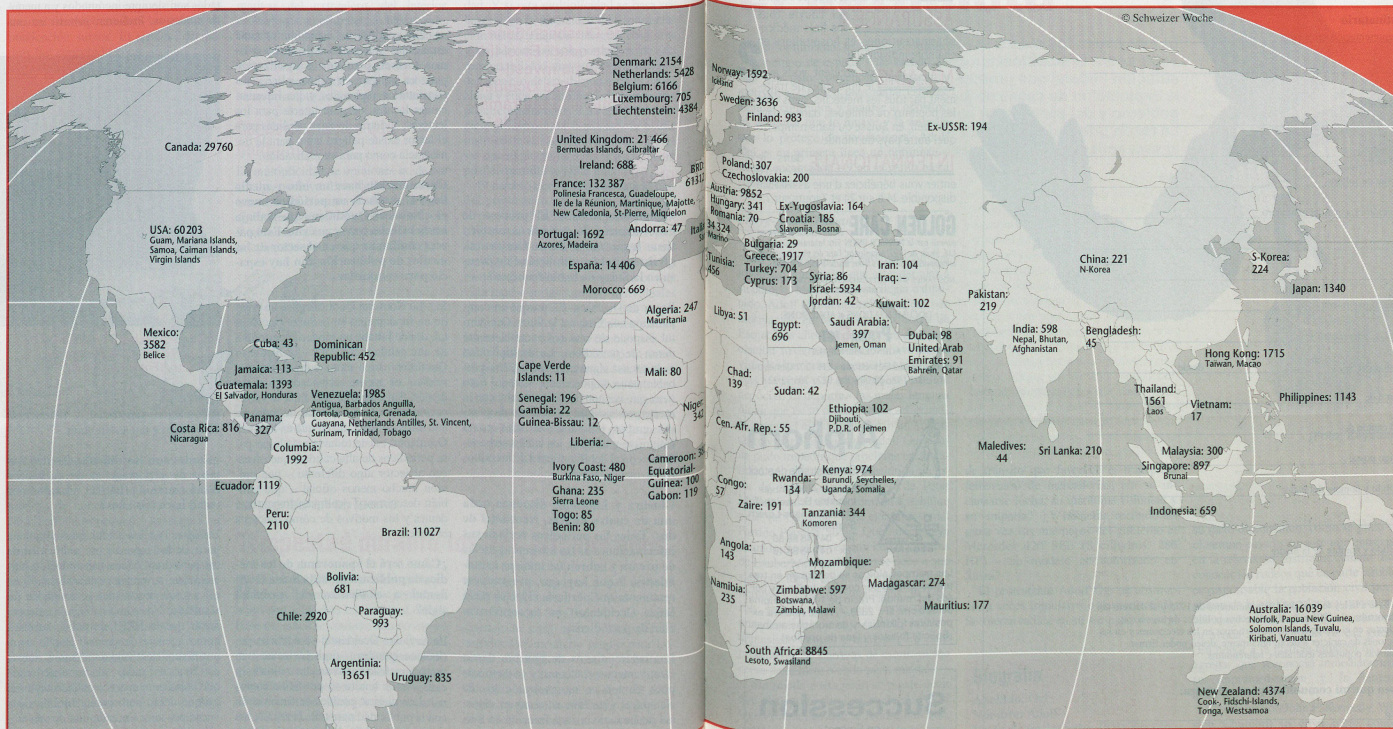 © Schweizer Woche
Denmark: 2154
Netherlands: 5428
Belgium: 6166
Luxembourg: 705
Liechtenstein: 4384
United Kingdom: 21 466
Bermudas Islands, Gibraltar
Ireland: 688
France: 132 387
Polinesia Francesca, Guadeloupe,
Ile de la Réunion, Martinique, Majotte,
New Caledonia, St-Pierre, Miquelon
Portugal: 1692
Azores, Madeira
Andorra: 47
España: 14 406
Morocco: 669
Algeria: 247
Mauritania
Canada: 29760
USA: 60203
Guam, Mariana Islands,
Samoa, Caiman Islands,
Virgin Islands
Mexico:
3582
Belice
Cuba: 43
Dominican
Republic: 452
Jamaica: 113
Guatemala: 1393
El Salvador, Honduras
Venezuela: 1985
Antiqua, Barbados Anguilla,
Tortola, Dominica, Grenada,
Guayana, Netherlands Antilles, St. Vincent,
Surinam, Trinidad, Tobago
Costa Rica: 816
Nicaragua
Panama:
327
Columbia:
1992
Ecuador: 1119
Peru:
2110
Brazil: 11027
Bolivia:
681
Paraguay:
993
Chile: 2920
Argentinia:
13651
Uruguay: 835
Cape Verde
Islands: 11
Mali: 80
Senegal: 196
Gambia: 22
Guinea-Bissau: 12
Niger:
342
Liberia: –
Ivory Coast: 480
Burkina Faso, Niger
Ghana: 235
Sierra Leone
Togo: 85
Benin: 80
Cameroon:
Equatorial-
Guinea: 100
Gabon: 119
Norway: 1592
Iceland
Sweden: 3636
Finland: 983
BRD:
6131
Poland: 307
Czechoslovakia: 200
Austria: 9852
Hungary: 341
Romania: 70
34 324
Marino
Ex-Yugoslavia: 164
Croatia: 185
Slavonija, Bosna
Bulgaria: 29
Greece: 1917
Turkey: 704
Cyprus: 173
Tunisia:
456
Ex-USSR: 194
Syria: 86
Israel: 5934
Jordan: 42
Iran: 104
Iraq: –
Kuwait: 102
Libya: 51
Egypt:
696
Saudi Arabia:
397
Jemen, Oman
Dubai: 98
United Arab
Emirates: 91
Bahrein, Qatar
Pakistan:
219
India: 598
Nepal, Bhutan,
Afghanistan
Bengladesh:
45
China: 221
N-Korea
S-Korea:
224
Japan: 1340
Hong Kong: 1715
Taiwan, Macao
Thailand:
1561
Laos
Vietnam:
17
Philippines: 1143
Chad:
139
Sudan: 42
Ethiopia: 102
Djibouti,
P.D.R. of Jemen
Cen. Afr. Rep.: 55
Maledives:
44
Sri Lanka: 210
Malaysia: 300
Singapore: 897
Brunai
Indonesia: 659
Congo:
57
Rwanda:
134
Kenya: 974
Burundi, Seychelles,
Uganda, Somalia
Zaire: 191
Tanzania: 344
Komoren
Angola:
143
Mozambique:
121
Madagascar: 274
Mauritius: 177
Namibia:
235
Zimbabwe: 597
Botswana,
Zambia, Malawi
South Africa: 8845
Lesoto, Swasiland
Australia: 16039
Norfolk, Papua New Guinea,
Solomon Islands, Tuvalu,
Kiribati, Vanuatu
New Zealand: 4374
Cook-, Fidschi-Islands,
Tonga, Westsamoa